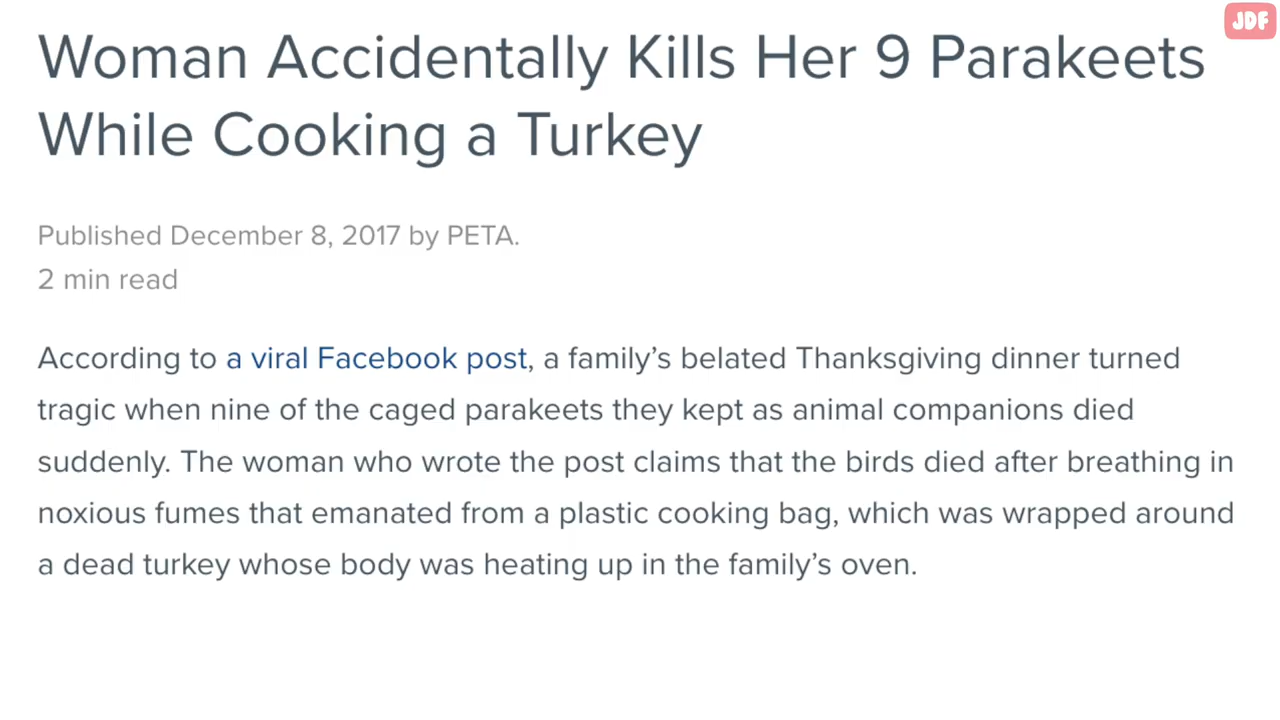 JDF
Woman Accidentally Kills Her 9 Parakeets
While Cooking a Turkey
Published December 8, 2017 by PETA.
2 min read
According to a viral Facebook post, a family’s belated Thanksgiving dinner turned
tragic when nine of the caged parakeets they kept as animal companions died
suddenly. The woman who wrote the post claims that the birds died after breathing in
noxious fumes that emanated from a plastic cooking bag, which was wrapped around
a dead turkey whose body was heating up in the family’s oven.